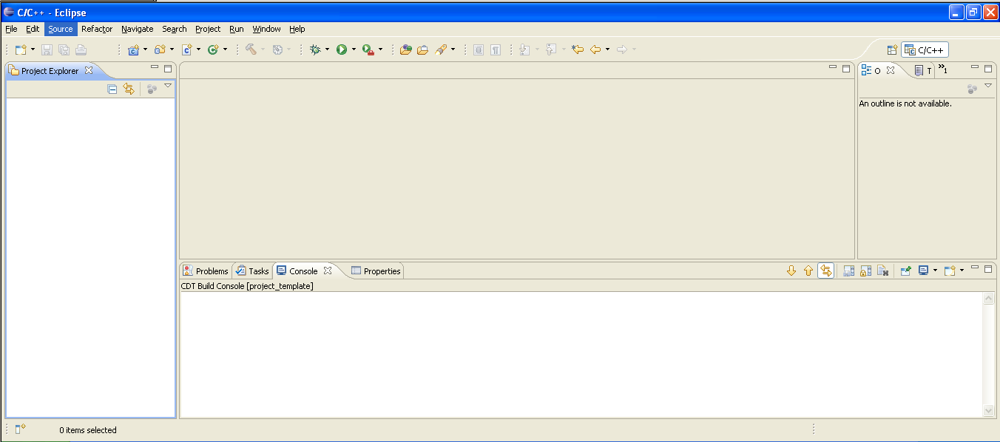 C/C++ - Eclipse
File Edit Source Refactor Navigate Search Project Run Window Help
C/C++
Project Explorer
O T »1
An outline is not available.
Problems Tasks Console Properties
CDT Build Console [project_template]
0 items selected